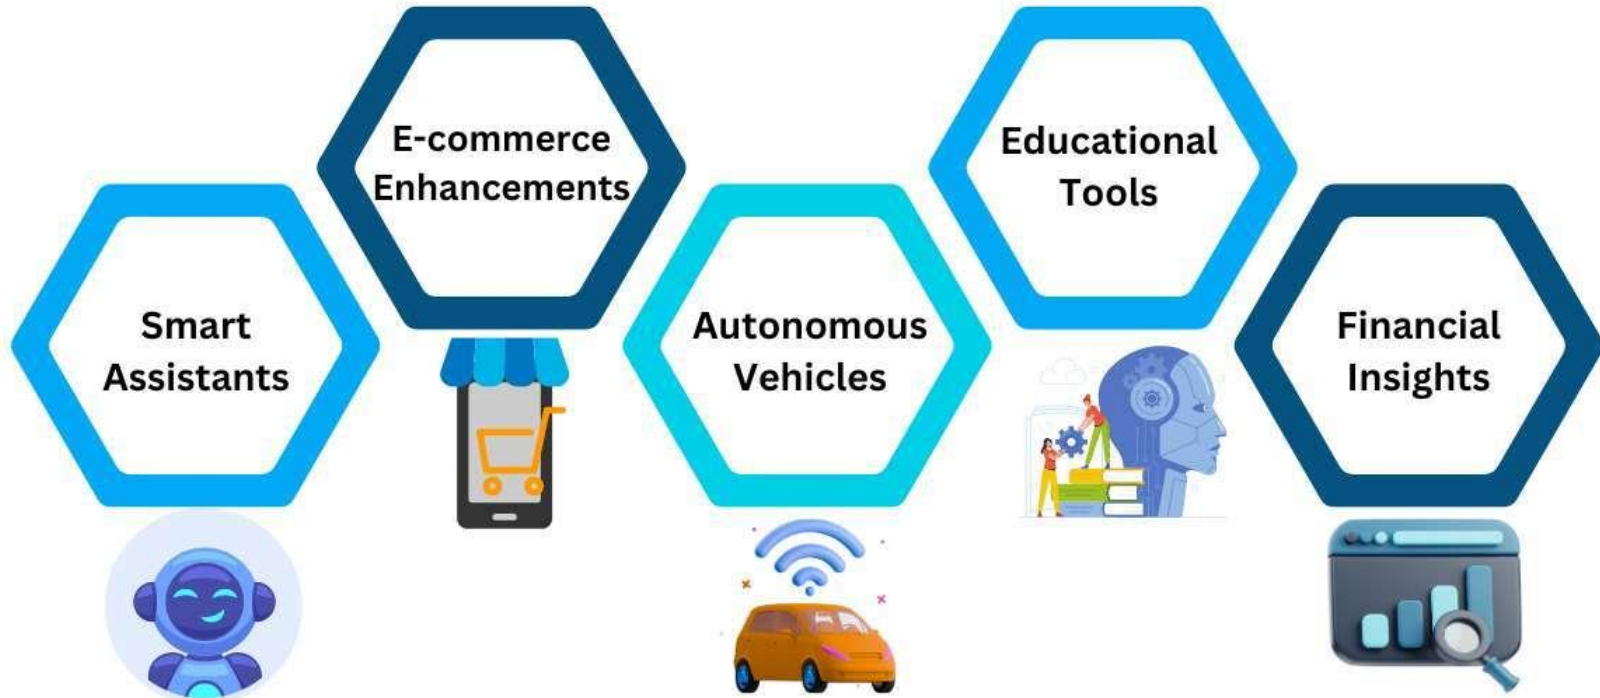 Smart
Assistants
E-commerce
Enhancements
Autonomous
Vehicles
Educational
Tools
Financial
Insights